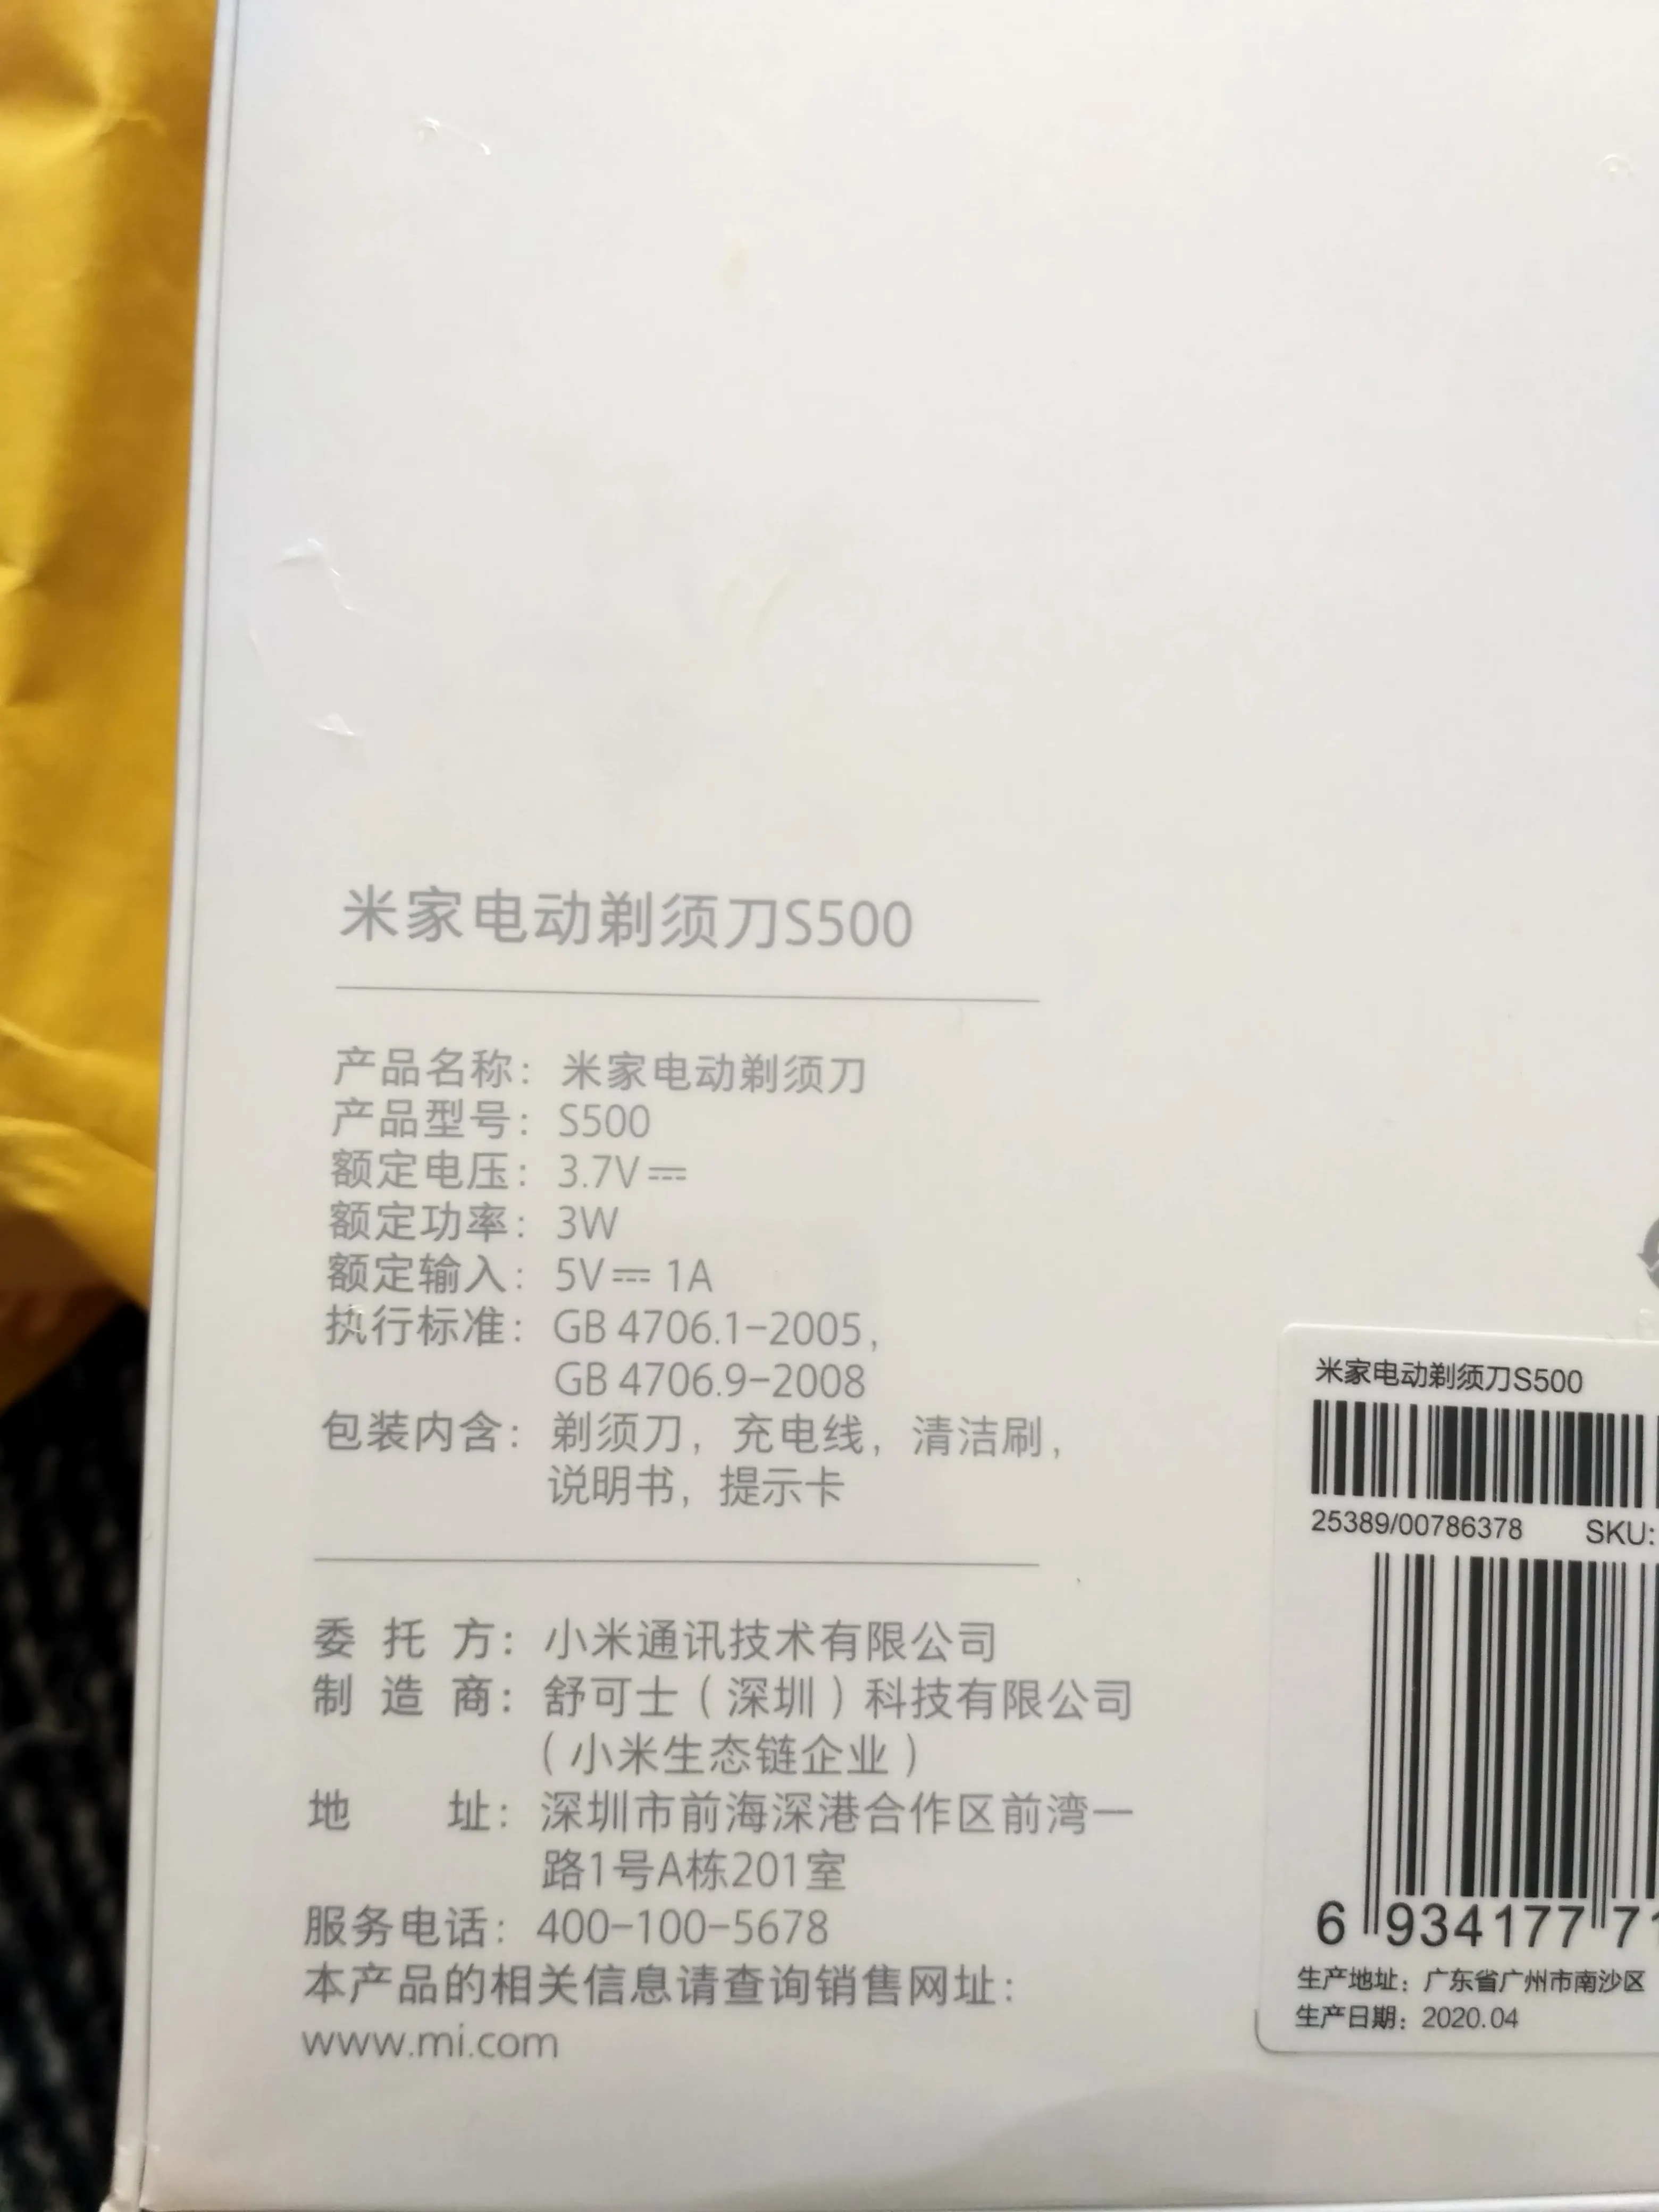 米家电动剃须刀S500
产品名称：米家电动剃须刀
产品型号：S500
额定电压：3.7V⎓
额定功率：3W
额定输入：5V⎓ 1A
执行标准：GB 4706.1-2005，
GB 4706.9-2008
包装内含：剃须刀，充电线，清洁刷，
说明书，提示卡
委托方：小米通讯技术有限公司
制造商：舒可士（深圳）科技有限公司
（小米生态链企业）
地址：深圳市前海深港合作区前湾一
路1号A栋201室
服务电话：400-100-5678
本产品的相关信息请查询销售网址：
www.mi.com
米家电动剃须刀S500
25389/00786378 SKU:
6 934177 71
生产地址：广东省广州市南沙区
生产日期：2020.04